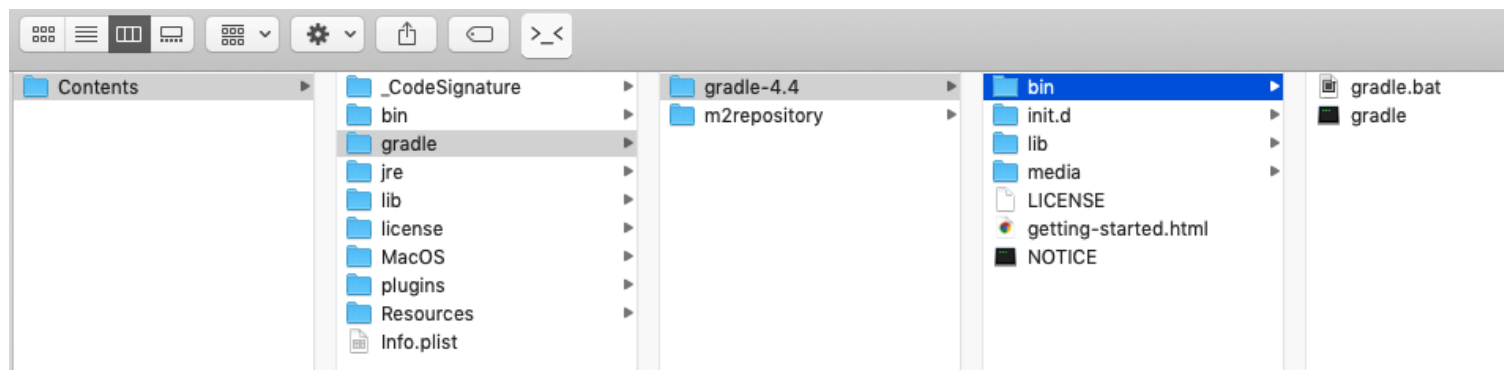 >_<
Contents
_CodeSignature
bin
gradle
jre
lib
license
MacOS
plugins
Resources
Info.plist
gradle-4.4
m2repository
bin
init.d
lib
media
LICENSE
getting-started.html
NOTICE
gradle.bat
gradle